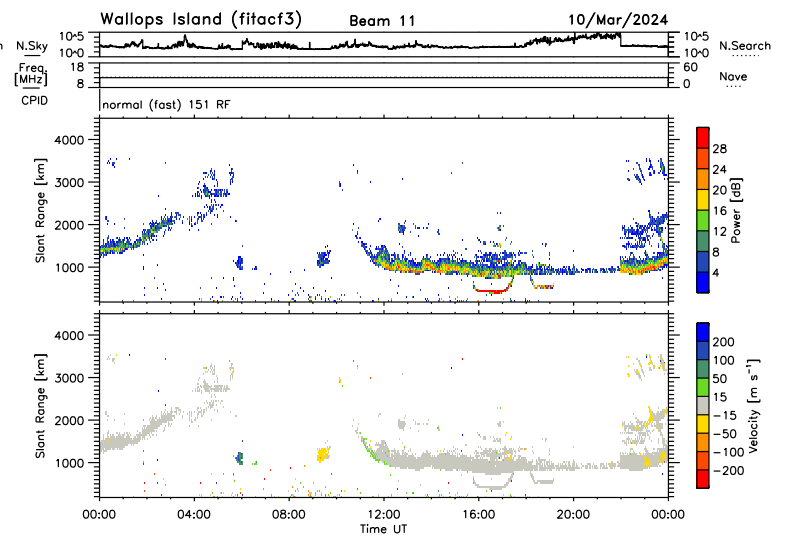 Wallops Island (fitacf3) Beam 11 10/Mar/2024
n N.Sky 10^5 10^0 10^5 10^0 N.Search
Freq. [MHz] 18 8 60 0 Nave
CPID normal (fast) 151 RF
Slant Range [km] 4000 3000 2000 1000
28 24 20 16 12 8 4 Power [dB]
Slant Range [km] 4000 3000 2000 1000
200 100 50 15 -15 -50 -100 -200 Velocity [m s⁻¹]
00:00 04:00 08:00 12:00 16:00 20:00 00:00
Time UT